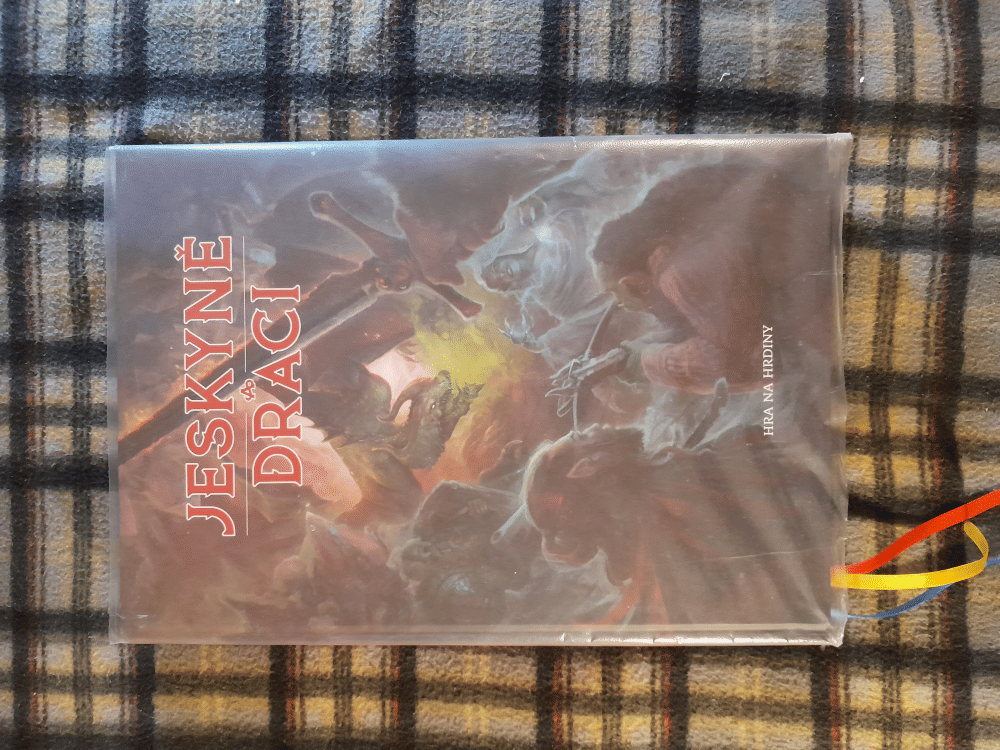 JESKYNĚ
&
DRACI
HRA NA HRDINY